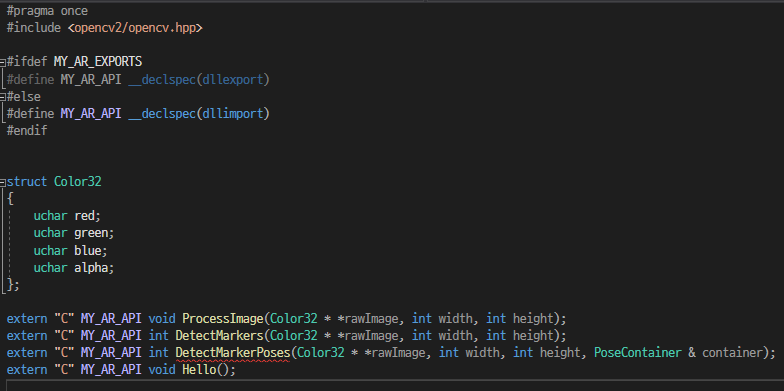 #pragma once
#include <opencv2/opencv.hpp>
#ifdef MY_AR_EXPORTS
#define MY_AR_API __declspec(dllexport)
#else
#define MY_AR_API __declspec(dllimport)
#endif
struct Color32
{
    uchar red;
    uchar green;
    uchar blue;
    uchar alpha;
};
extern "C" MY_AR_API void ProcessImage(Color32 * *rawImage, int width, int height);
extern "C" MY_AR_API int DetectMarkers(Color32 * *rawImage, int width, int height);
extern "C" MY_AR_API int DetectMarkerPoses(Color32 * *rawImage, int width, int height, PoseContainer & container);
extern "C" MY_AR_API void Hello();